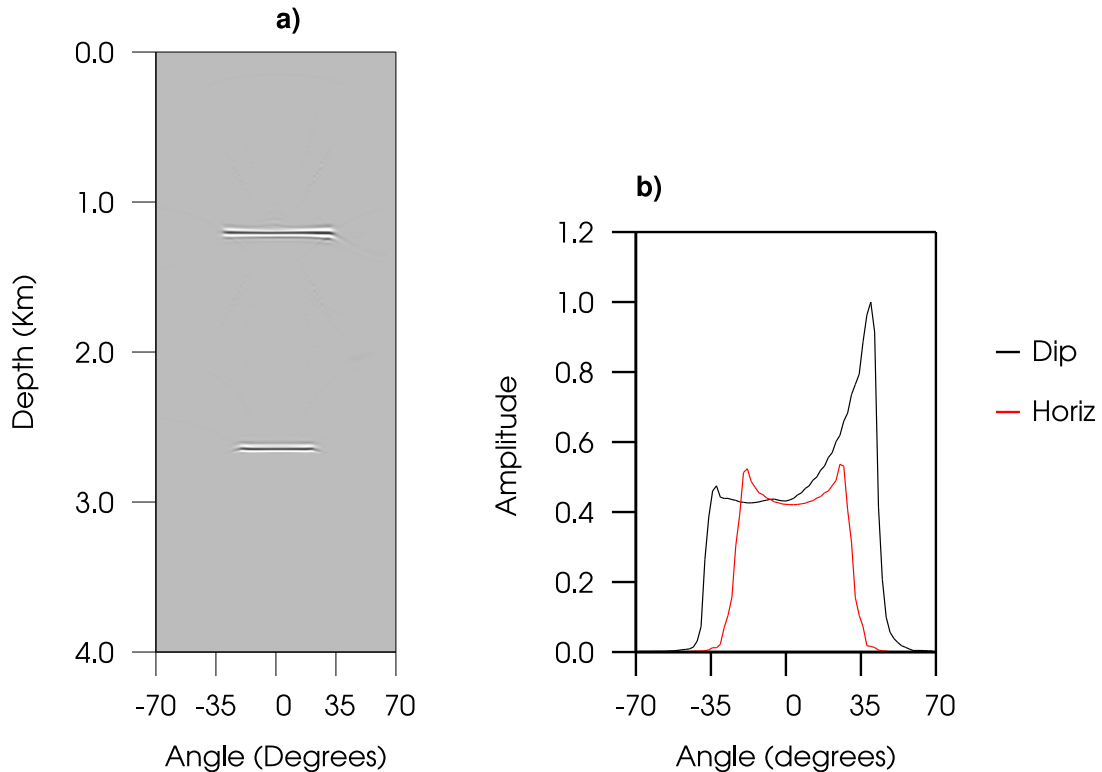 a)
0.0
1.0
2.0
3.0
4.0
Depth (Km)
-70 -35 0 35 70
Angle (Degrees)
b)
1.2
1.0
0.8
0.6
0.4
0.2
0.0
Amplitude
-70 -35 0 35 70
Angle (degrees)
Dip
Horiz